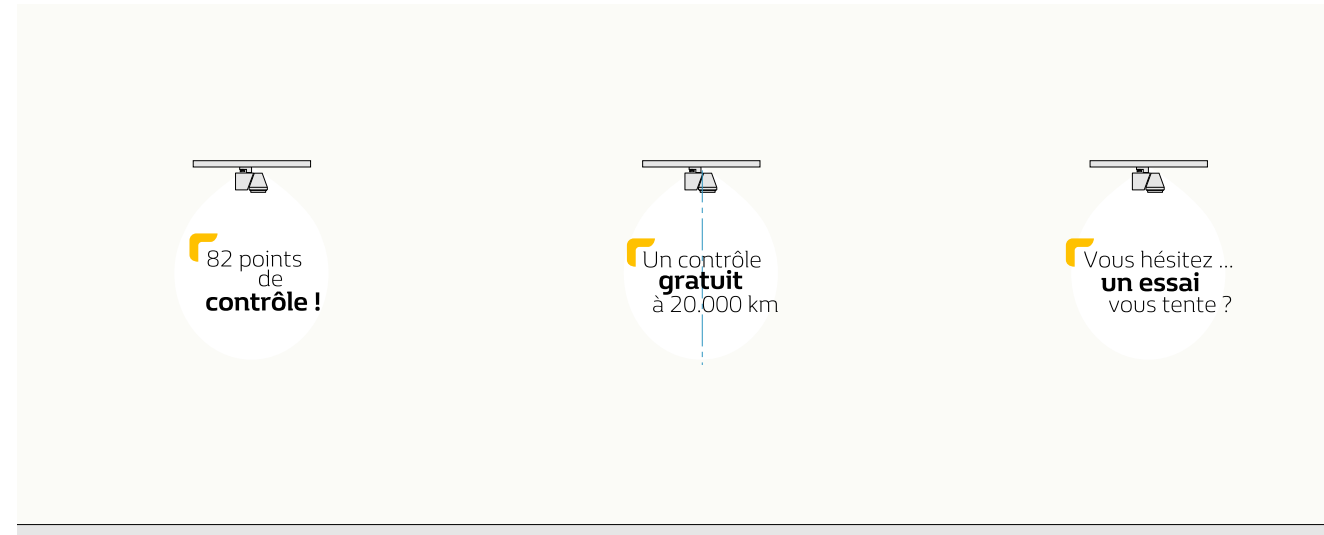 82 points
de
contrôle !
Un contrôle
gratuit
à 20.000 km
Vous hésitez ...
un essai
vous tente ?